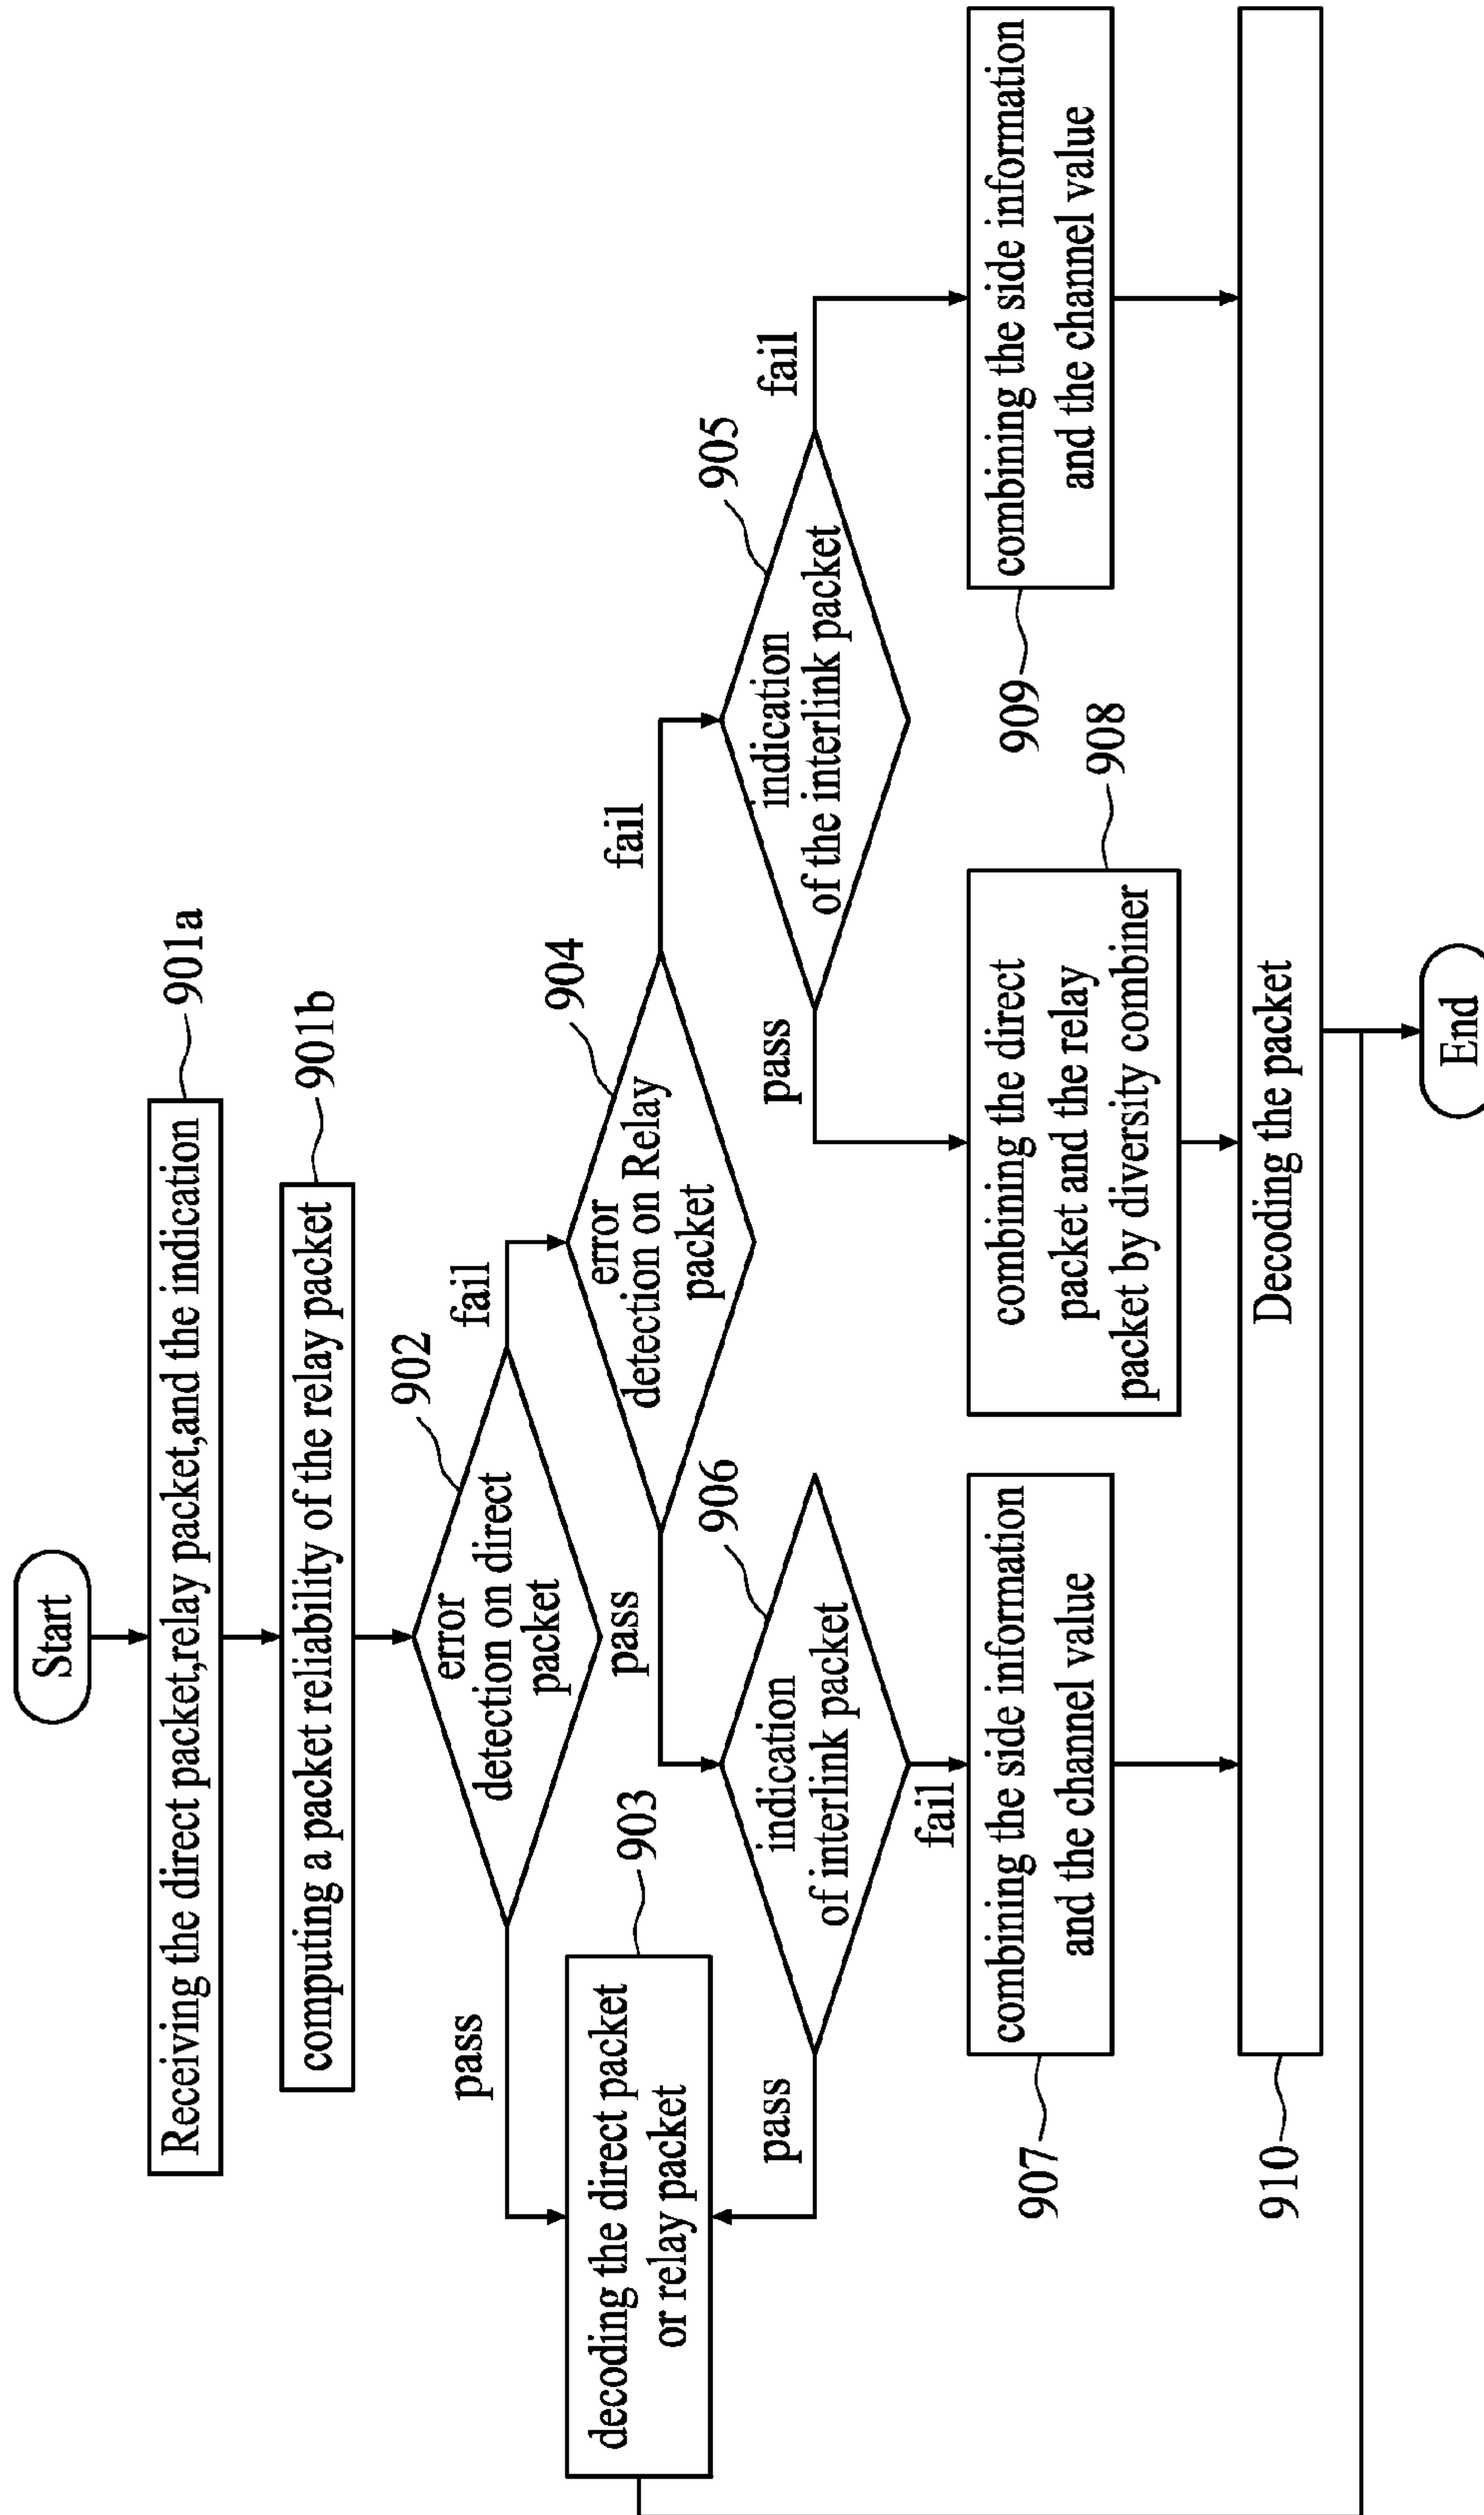 Start
Receiving the direct packet,relay packet,and the indication
901a
computing a packet reliability of the relay packet
901b
902
error
detection on direct
packet
pass
fail
903
decoding the direct packet
or relay packet
904
error
detection on Relay
packet
pass
fail
906
indication
of interlink packet
pass
fail
905
indication
of the interlink packet
pass
fail
907
combining the side information
and the channel value
908
combining the direct
packet and the relay
packet by diversity combiner
909
combining the side information
and the channel value
910
Decoding the packet
End